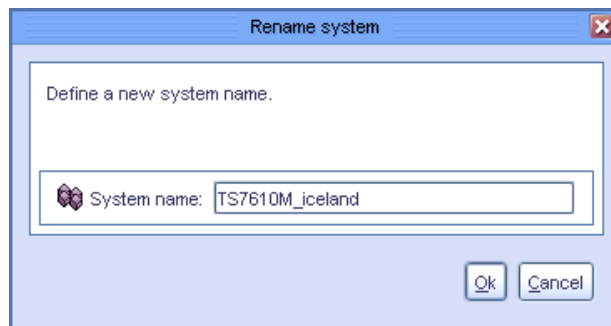 Rename system
Define a new system name.
System name: TS7610M_iceland
Ok Cancel